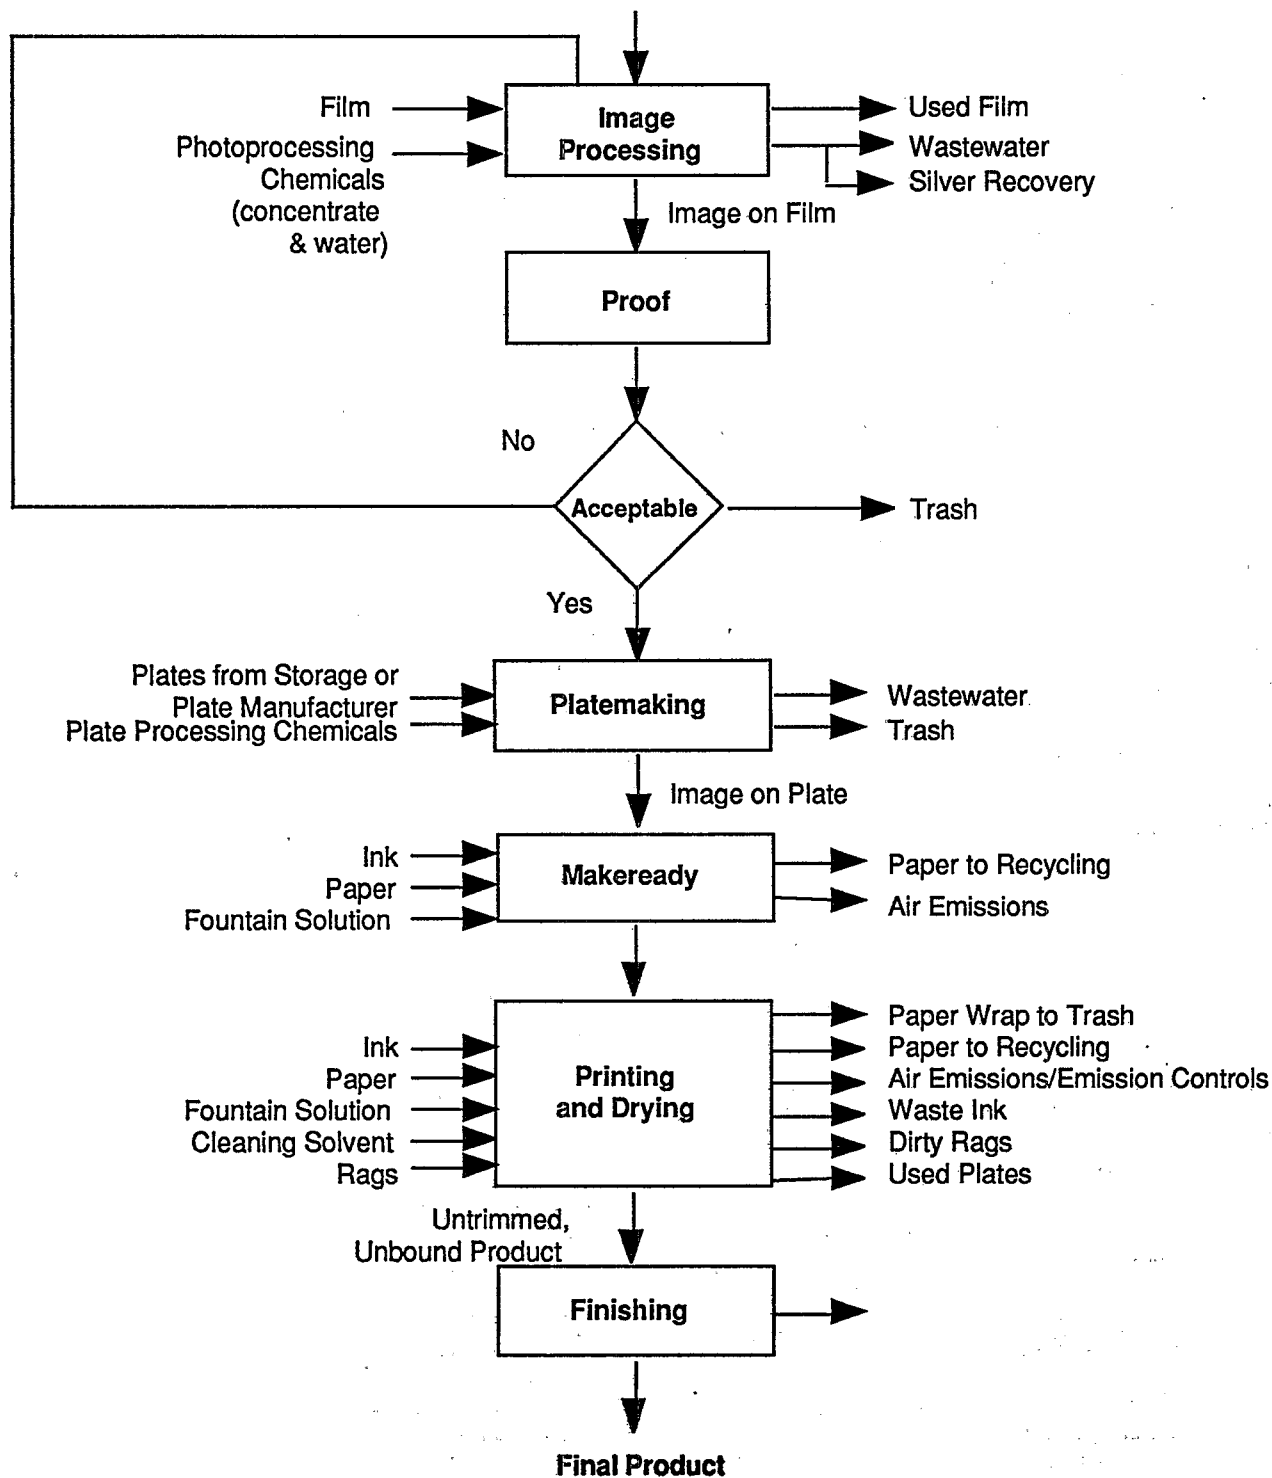 Film
Photoprocessing
Chemicals
(concentrate
& water)
Image
Processing
Used Film
Wastewater
Silver Recovery
Image on Film
Proof
No
Acceptable
Trash
Yes
Plates from Storage or
Plate Manufacturer
Plate Processing Chemicals
Platemaking
Wastewater
Trash
Image on Plate
Ink
Paper
Fountain Solution
Makeready
Paper to Recycling
Air Emissions
Ink
Paper
Fountain Solution
Cleaning Solvent
Rags
Printing
and Drying
Paper Wrap to Trash
Paper to Recycling
Air Emissions/Emission Controls
Waste Ink
Dirty Rags
Used Plates
Untrimmed,
Unbound Product
Finishing
Final Product